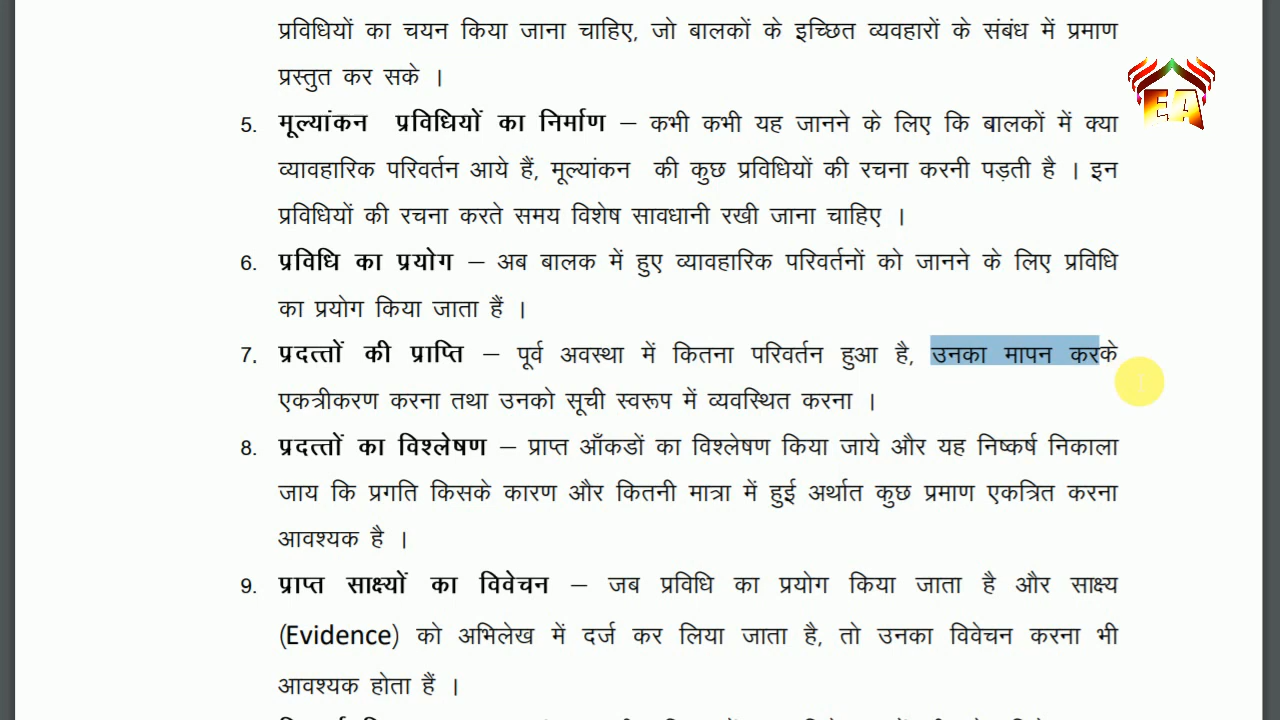 प्रविधियों का चयन किया जाना चाहिए, जो बालकों के इच्छित व्यवहारों के संबंध में प्रमाण
प्रस्तुत कर सके ।
EA
5. मूल्यांकन प्रविधियों का निर्माण – कभी कभी यह जानने के लिए कि बालकों में क्या
व्यावहारिक परिवर्तन आये हैं, मूल्यांकन की कुछ प्रविधियों की रचना करनी पड़ती है । इन
प्रविधियों की रचना करते समय विशेष सावधानी रखी जाना चाहिए ।
6. प्रविधि का प्रयोग – अब बालक में हुए व्यावहारिक परिवर्तनों को जानने के लिए प्रविधि
का प्रयोग किया जाता हैं ।
7. प्रदत्तों की प्राप्ति – पूर्व अवस्था में कितना परिवर्तन हुआ है, उनका मापन करके
एकत्रीकरण करना तथा उनको सूची स्वरूप में व्यवस्थित करना ।
8. प्रदत्तों का विश्लेषण – प्राप्त आँकडों का विश्लेषण किया जाये और यह निष्कर्ष निकाला
जाय कि प्रगति किसके कारण और कितनी मात्रा में हुई अर्थात कुछ प्रमाण एकत्रित करना
आवश्यक है ।
9. प्राप्त साक्ष्यों का विवेचन – जब प्रविधि का प्रयोग किया जाता है और साक्ष्य
(Evidence) को अभिलेख में दर्ज कर लिया जाता है, तो उनका विवेचन करना भी
आवश्यक होता हैं ।